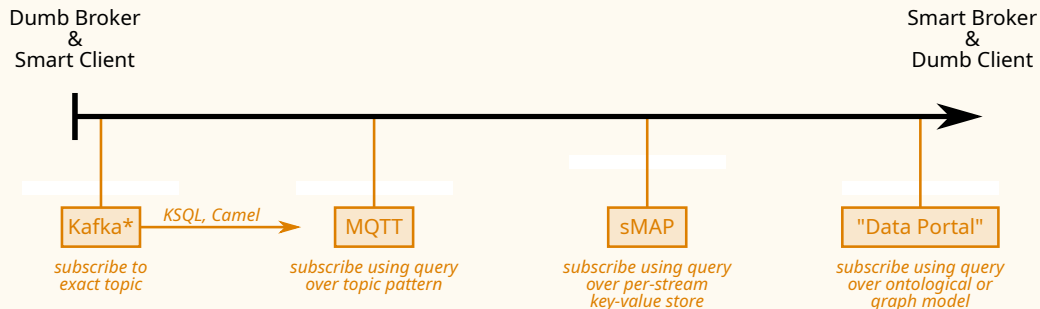 Dumb Broker
&
Smart Client
Smart Broker
&
Dumb Client
KSQL, Camel
Kafka*
MQTT
sMAP
"Data Portal"
subscribe to
exact topic
subscribe using query
over topic pattern
subscribe using query
over per-stream
key-value store
subscribe using query
over ontological or
graph model